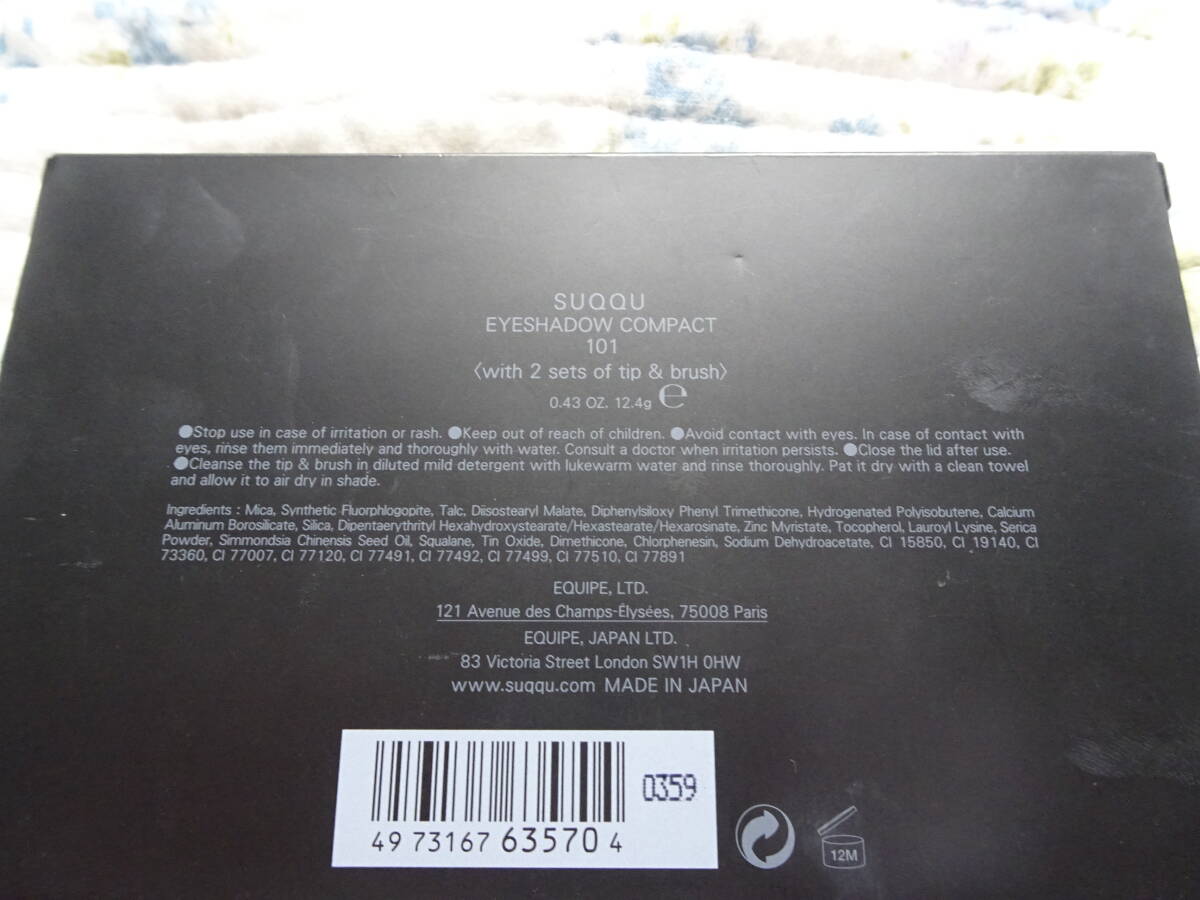 SUQQU
EYESHADOW COMPACT
101
〈with 2 sets of tip & brush〉
0.43 OZ. 12.4g ℮
●Stop use in case of irritation or rash. ●Keep out of reach of children. ●Avoid contact with eyes. In case of contact with
eyes, rinse them immediately and thoroughly with water. Consult a doctor when irritation persists. ●Close the lid after use.
●Cleanse the tip & brush in diluted mild detergent with lukewarm water and rinse thoroughly. Pat it dry with a clean towel
and allow it to air dry in shade.
Ingredients : Mica, Synthetic Fluorphlogopite, Talc, Diisostearyl Malate, Diphenylsiloxy Phenyl Trimethicone, Hydrogenated Polyisobutene, Calcium
Aluminum Borosilicate, Silica, Dipentaerythrityl Hexahydroxystearate/Hexastearate/Hexarosinate, Zinc Myristate, Tocopherol, Lauroyl Lysine, Serica
Powder, Simmondsia Chinensis Seed Oil, Squalane, Tin Oxide, Dimethicone, Chlorphenesin, Sodium Dehydroacetate, CI 15850, CI 19140, CI
73360, CI 77007, CI 77120, CI 77491, CI 77492, CI 77499, CI 77510, CI 77891
EQUIPE, LTD.
121 Avenue des Champs-Élysées, 75008 Paris
EQUIPE, JAPAN LTD.
83 Victoria Street London SW1H 0HW
www.suqqu.com MADE IN JAPAN
0359
49 73167 63570 4
12M